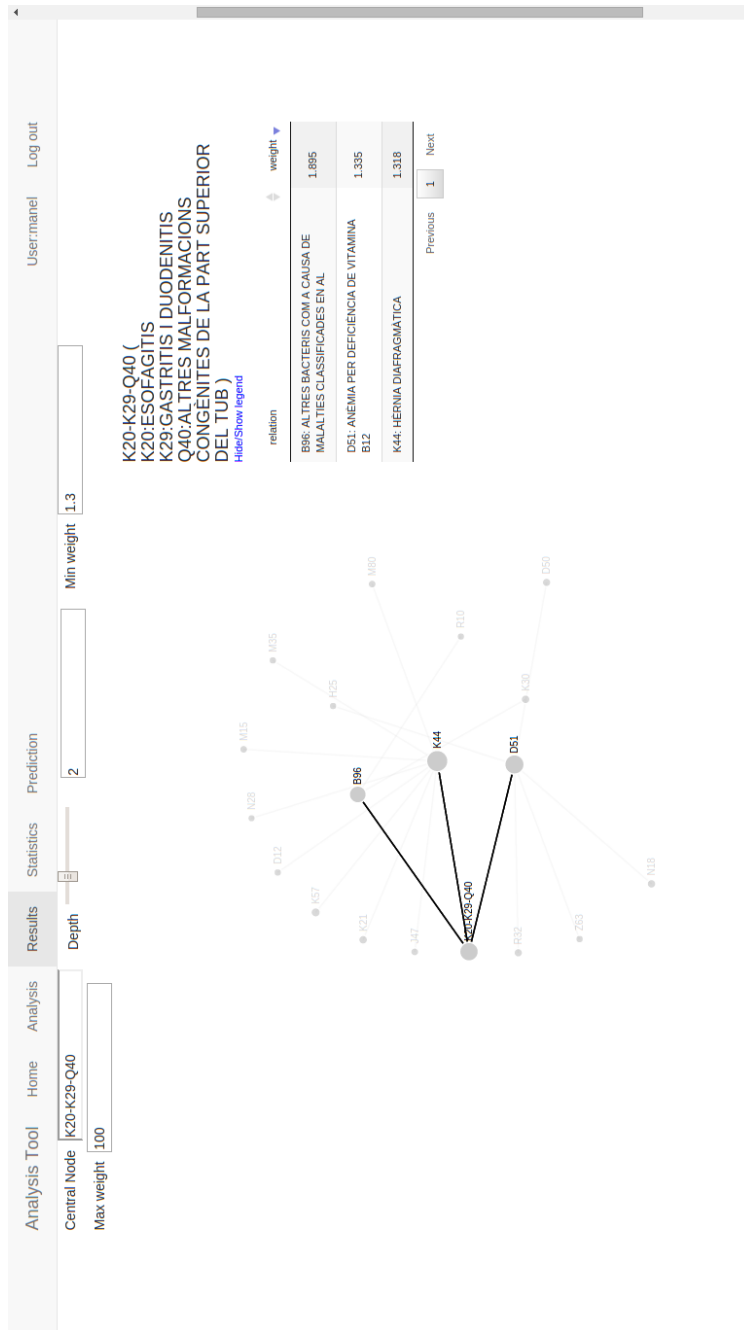 Analysis Tool
Home
Analysis
Results
Statistics
Prediction
User:manel
Log out
Central Node K20-K29-Q40
Depth
2
Min weight 1.3
Max weight 100
K20-K29-Q40 (
K20:ESOFAGITIS
K29:GASTRITIS I DUODENITIS
Q40:ALTRES MALFORMACIONS
CONGÈNITES DE LA PART SUPERIOR
DEL TUB )
Hide/Show legend
relation weight
B96: ALTRES BACTERIS COM A CAUSA DE
MALALTIES CLASSIFICADES EN AL
1.895
D51: ANÈMIA PER DEFICIÈNCIA DE VITAMINA
B12
1.335
K44: HÈRNIA DIAFRAGMÀTICA
1.318
Previous 1 Next
M15
N28
M35
D12
K57
H25
B96
K21
M80
J47
K44
R10
K20-K29-Q40
D51
R32
K30
D50
Z63
N18